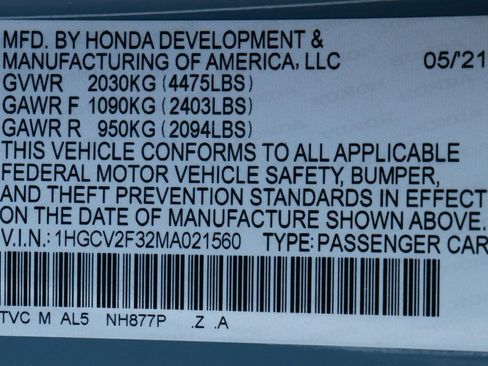 MFD. BY HONDA DEVELOPMENT &
MANUFACTURING OF AMERICA, LLC 05/'21
GVWR 2030KG (4475LBS)
GAWR F 1090KG (2403LBS)
GAWR R 950KG (2094LBS)
THIS VEHICLE CONFORMS TO ALL APPLICABLE
FEDERAL MOTOR VEHICLE SAFETY, BUMPER,
AND THEFT PREVENTION STANDARDS IN EFFECT
ON THE DATE OF MANUFACTURE SHOWN ABOVE.
V.I.N.: 1HGCV2F32MA021560 TYPE: PASSENGER CAR
TVC M AL5 NH877P .Z .A